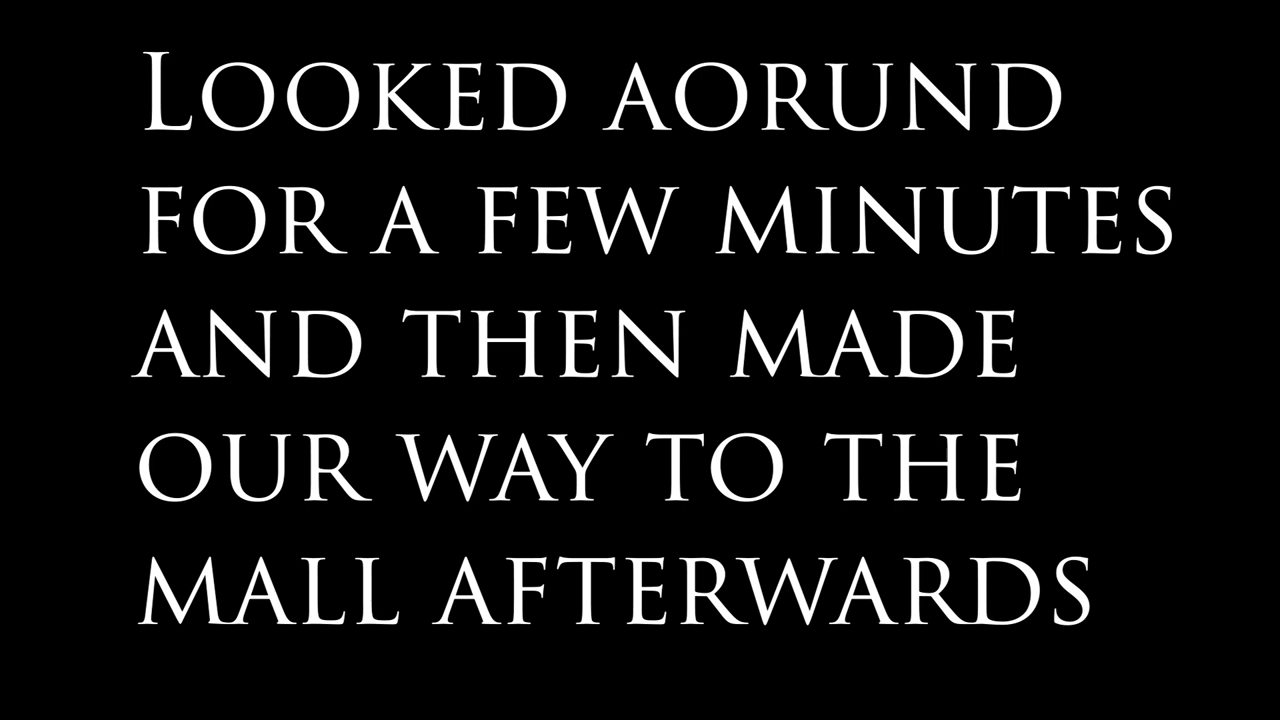 Looked aorund
for a few minutes
and then made
our way to the
mall afterwards